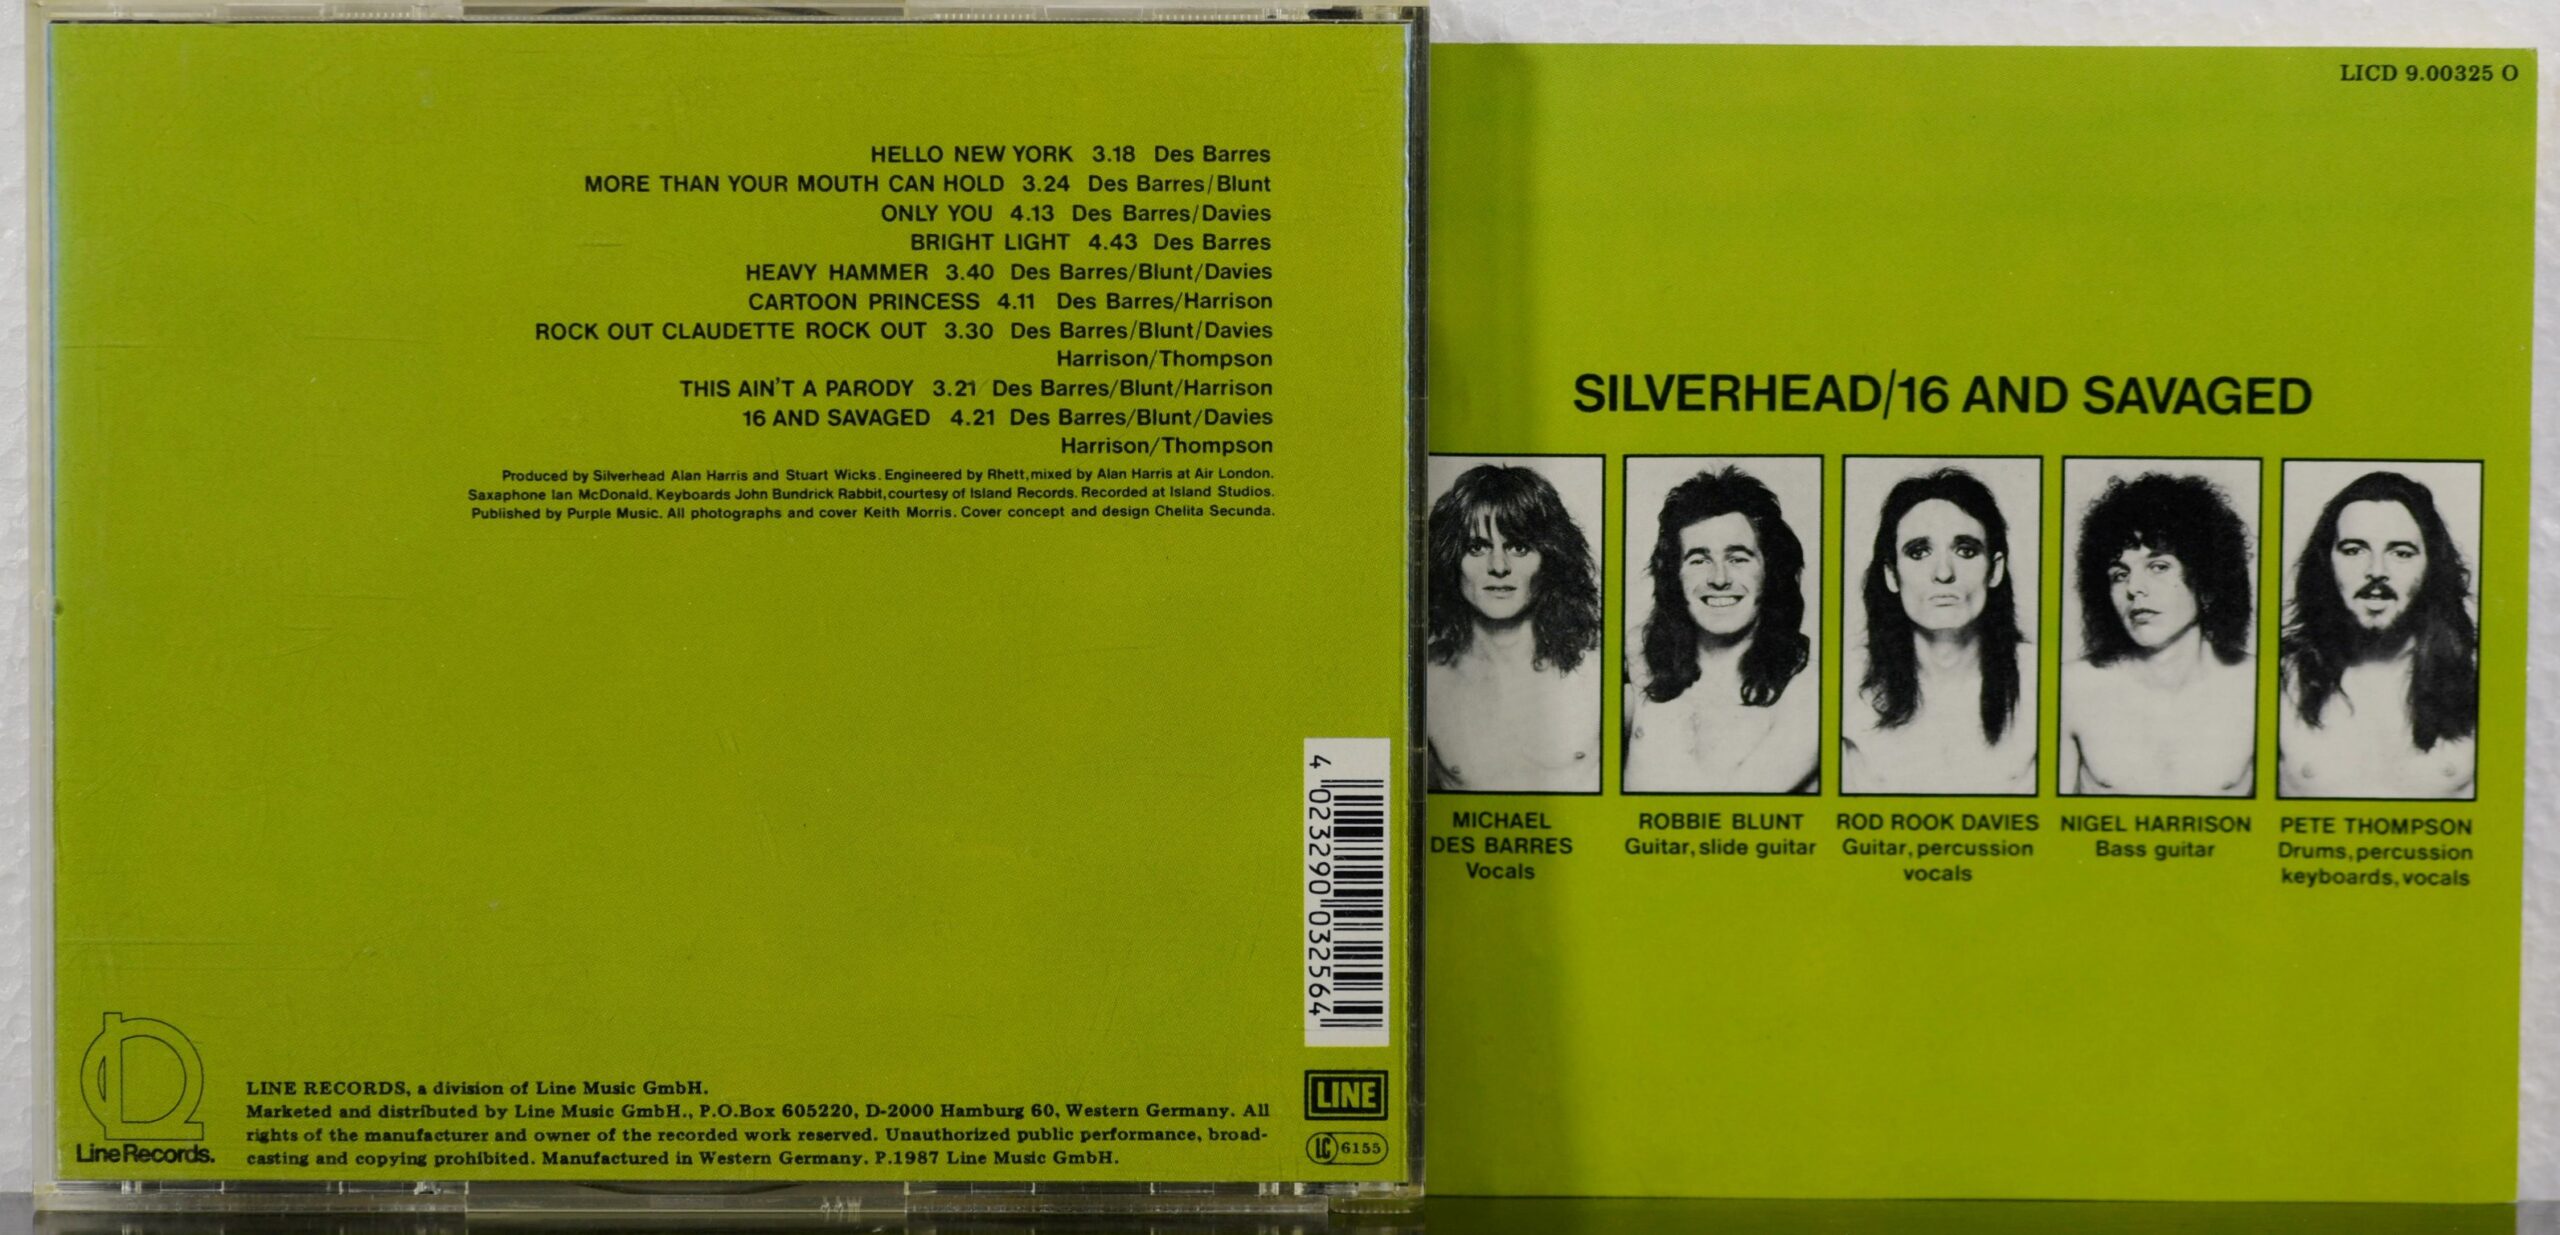 HELLO NEW YORK 3.18 Des Barres
MORE THAN YOUR MOUTH CAN HOLD 3.24 Des Barres/Blunt
ONLY YOU 4.13 Des Barres/Davies
BRIGHT LIGHT 4.43 Des Barres
HEAVY HAMMER 3.40 Des Barres/Blunt/Davies
CARTOON PRINCESS 4.11 Des Barres/Harrison
ROCK OUT CLAUDETTE ROCK OUT 3.30 Des Barres/Blunt/Davies
Harrison/Thompson
THIS AIN'T A PARODY 3.21 Des Barres/Blunt/Harrison
16 AND SAVAGED 4.21 Des Barres/Blunt/Davies
Harrison/Thompson
Produced by Silverhead Alan Harris and Stuart Wicks. Engineered by Rhett, mixed by Alan Harris at Air London.
Saxaphone Ian McDonald. Keyboards John Bundrick Rabbit, courtesy of Island Records. Recorded at Island Studios.
Published by Purple Music. All photographs and cover Keith Morris. Cover concept and design Chelita Secunda.
4 023290 032564
LINE
LC 6155
Line Records.
LINE RECORDS, a division of Line Music GmbH.
Marketed and distributed by Line Music GmbH., P.O.Box 605220, D-2000 Hamburg 60, Western Germany. All
rights of the manufacturer and owner of the recorded work reserved. Unauthorized public performance, broad-
casting and copying prohibited. Manufactured in Western Germany. P.1987 Line Music GmbH.
LICD 9.00325 O
SILVERHEAD/16 AND SAVAGED
MICHAEL
DES BARRES
Vocals
ROBBIE BLUNT
Guitar, slide guitar
ROD ROOK DAVIES
Guitar, percussion
vocals
NIGEL HARRISON
Bass guitar
PETE THOMPSON
Drums, percussion
keyboards, vocals